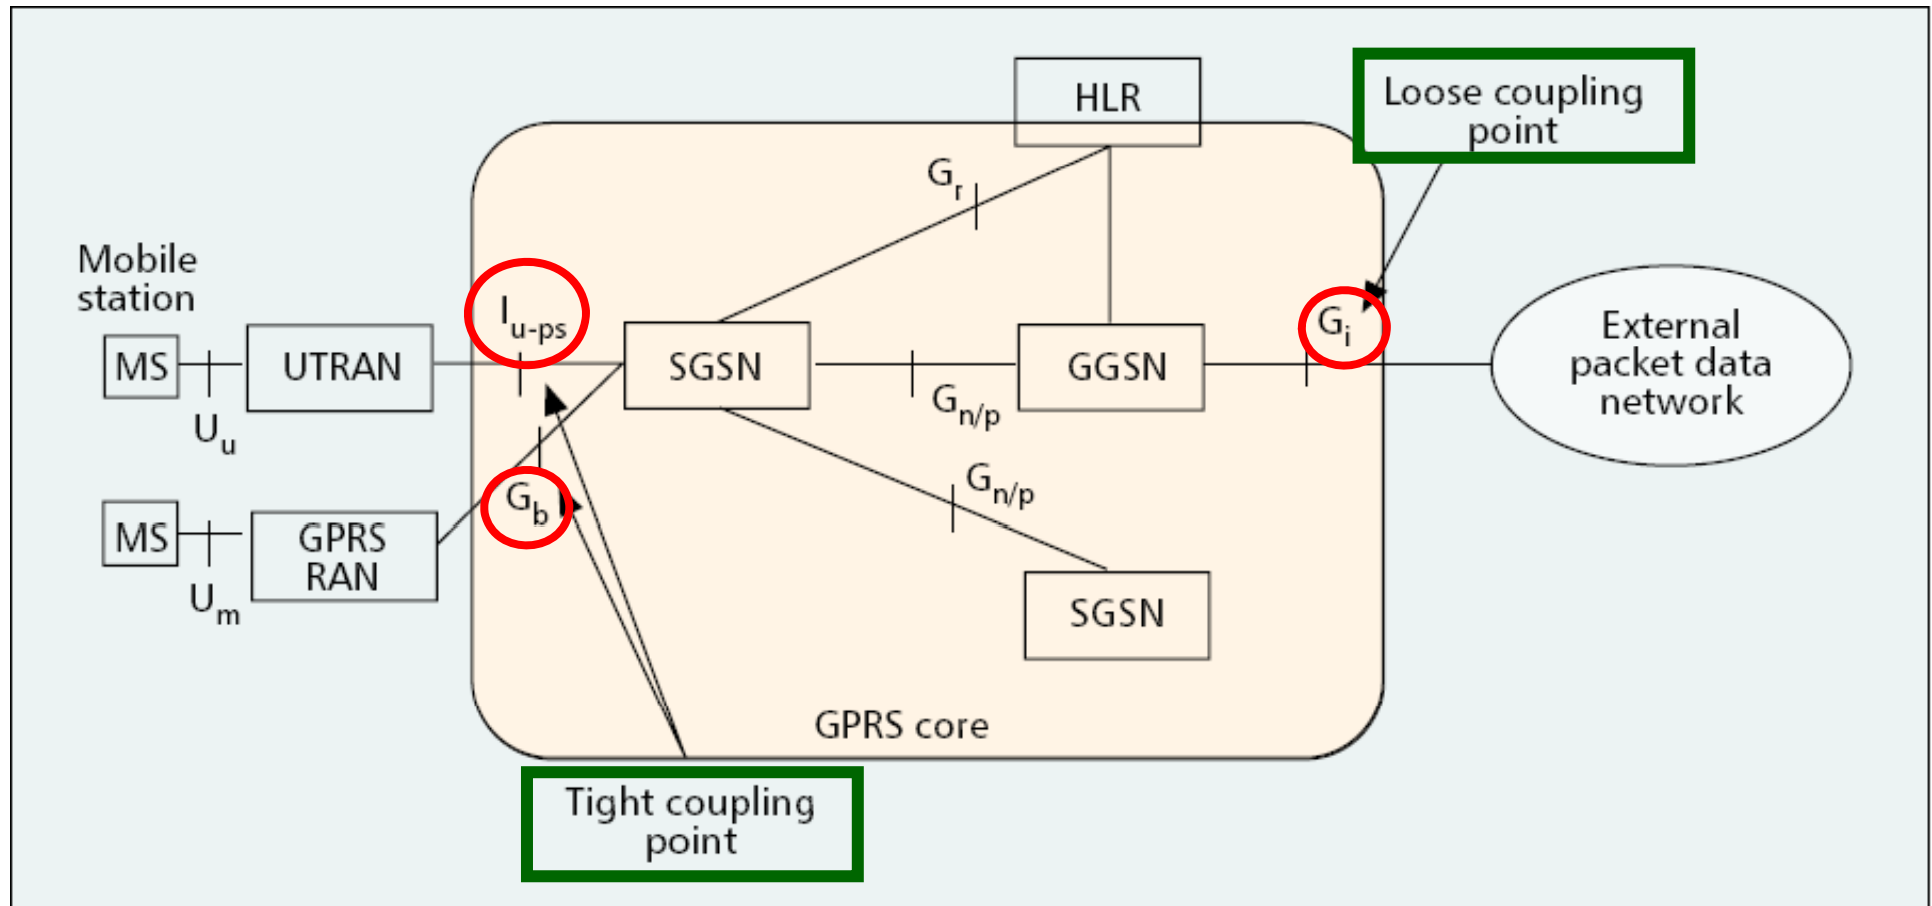 HLR
Loose coupling
point
Gr
Mobile
station
Iu-ps
Gi
MS
UTRAN
SGSN
GGSN
External
packet data
network
Uu
Gn/p
Gn/p
Gb
MS
GPRS
RAN
Um
SGSN
GPRS core
Tight coupling
point